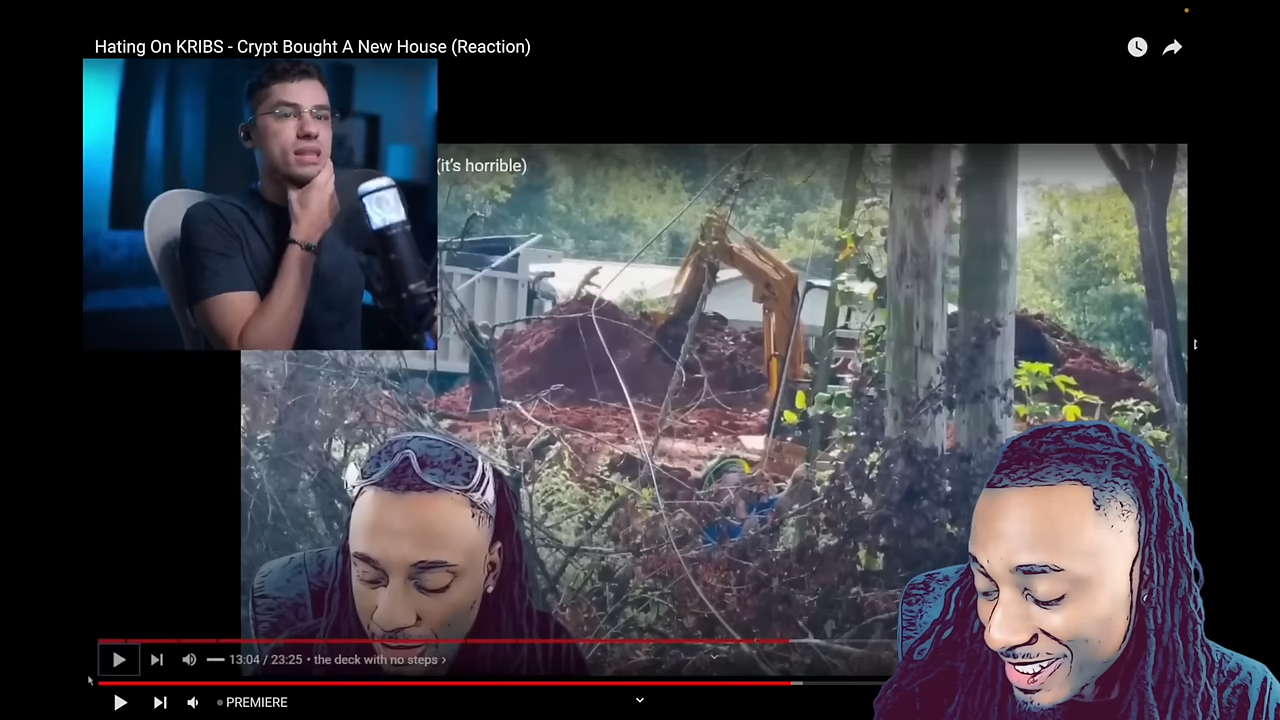 Hating On KRIBS - Crypt Bought A New House (Reaction)
(it's horrible)
13:04 / 23:25 • the deck with no steps ›
PREMIERE